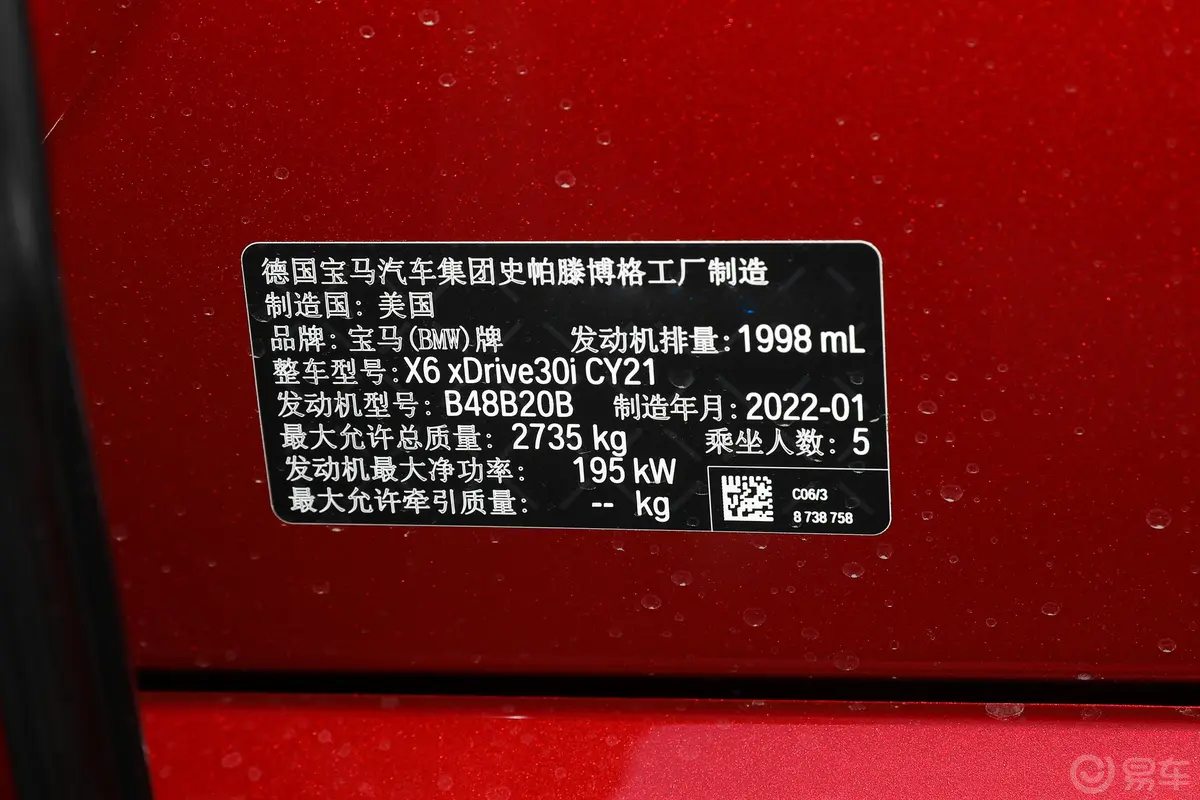 德国宝马汽车集团史帕滕博格工厂制造
制造国：美国
品牌：宝马(BMW)牌 发动机排量：1998 mL
整车型号：X6 xDrive30i CY21
发动机型号：B48B20B 制造年月：2022-01
最大允许总质量：2735 kg 乘坐人数：5
发动机最大净功率：195 kW
最大允许牵引质量：-- kg
C06/3
8 738 758
易车